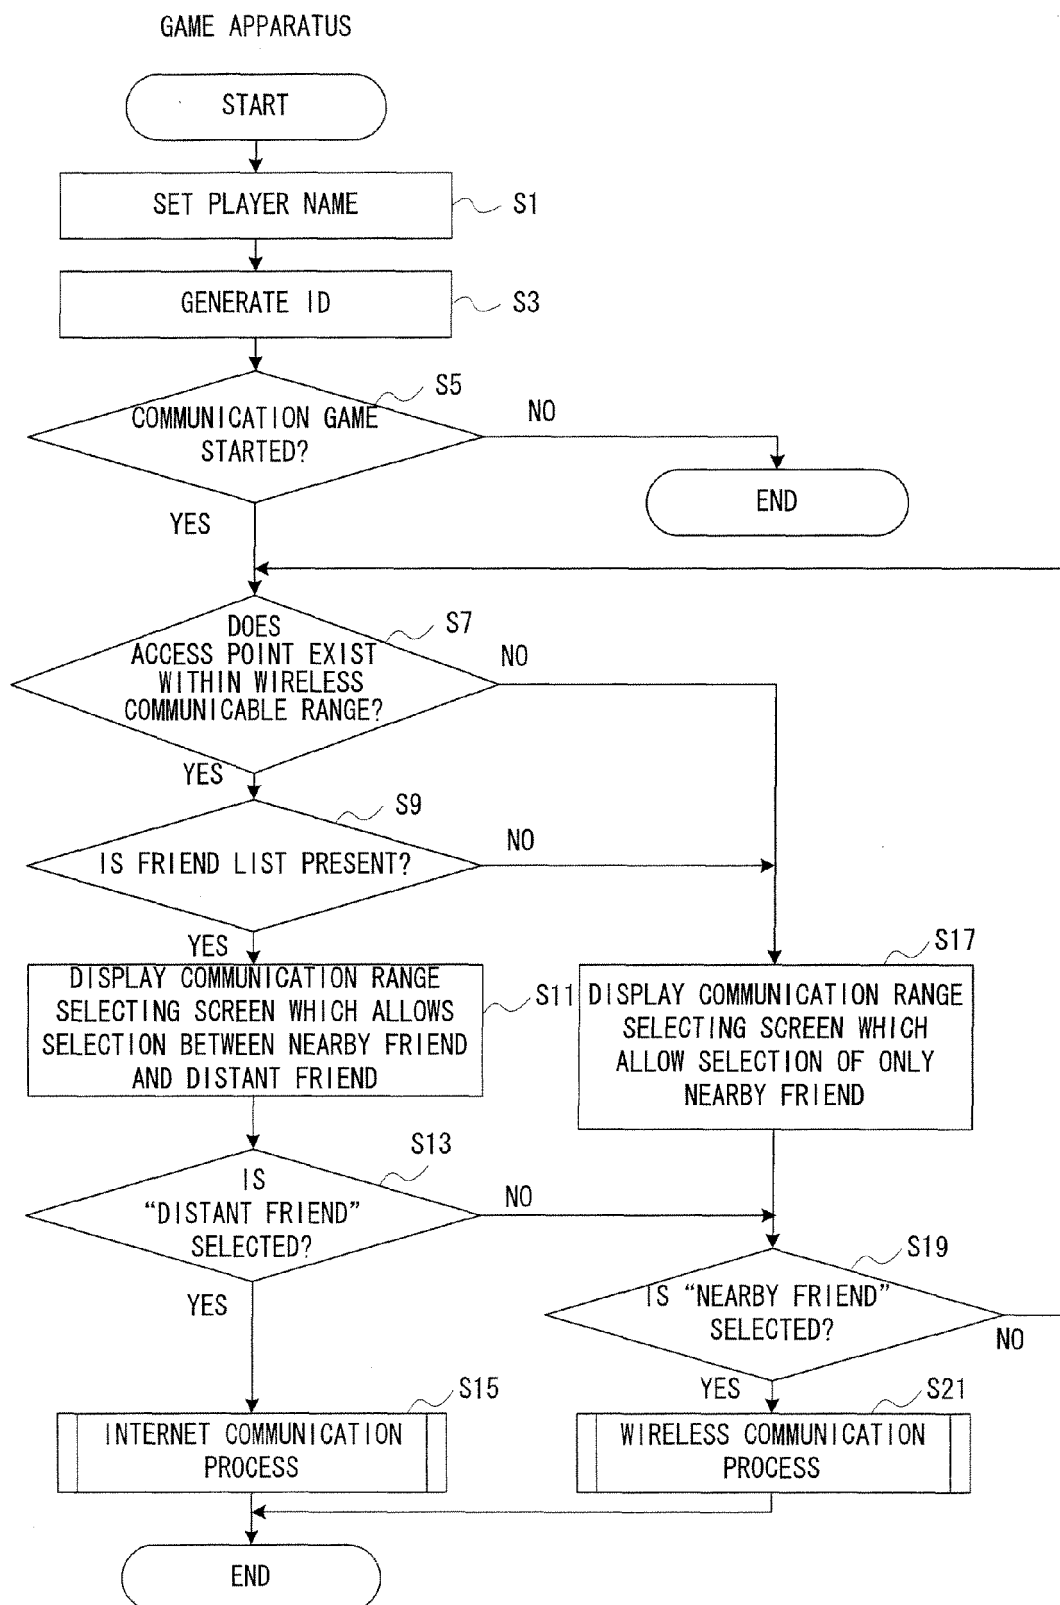 GAME APPARATUS
START
SET PLAYER NAME
S1
GENERATE ID
S3
S5
COMMUNICATION GAME
STARTED?
NO
END
YES
S7
DOES
ACCESS POINT EXIST
WITHIN WIRELESS
COMMUNICABLE RANGE?
NO
YES
S9
IS FRIEND LIST PRESENT?
NO
YES
S11
DISPLAY COMMUNICATION RANGE
SELECTING SCREEN WHICH ALLOWS
SELECTION BETWEEN NEARBY FRIEND
AND DISTANT FRIEND
S17
DISPLAY COMMUNICATION RANGE
SELECTING SCREEN WHICH
ALLOW SELECTION OF ONLY
NEARBY FRIEND
S13
IS
“DISTANT FRIEND”
SELECTED?
NO
YES
S19
IS “NEARBY FRIEND”
SELECTED?
NO
YES
S15
INTERNET COMMUNICATION
PROCESS
S21
WIRELESS COMMUNICATION
PROCESS
END